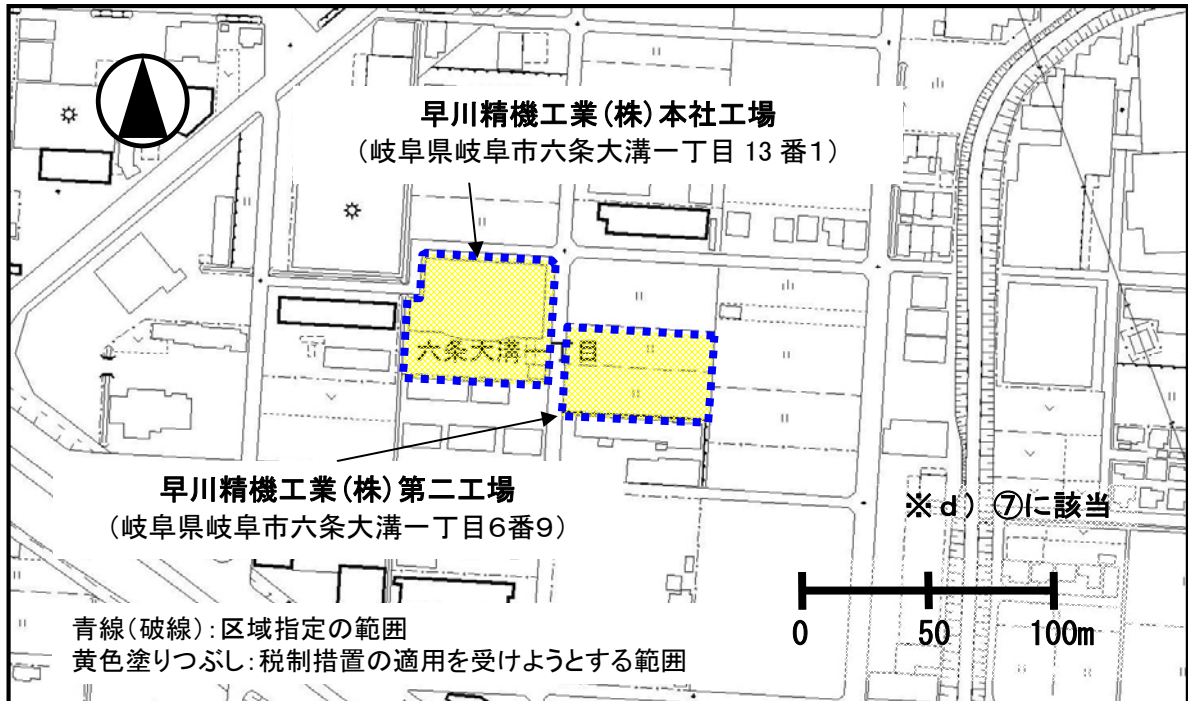 早川精機工業(株)本社工場
(岐阜県岐阜市六条大溝一丁目 13 番1)
六条大溝一丁目
早川精機工業(株)第二工場
(岐阜県岐阜市六条大溝一丁目6番9)
※d) ⑦に該当
0 50 100m
青線(破線):区域指定の範囲
黄色塗りつぶし:税制措置の適用を受けようとする範囲